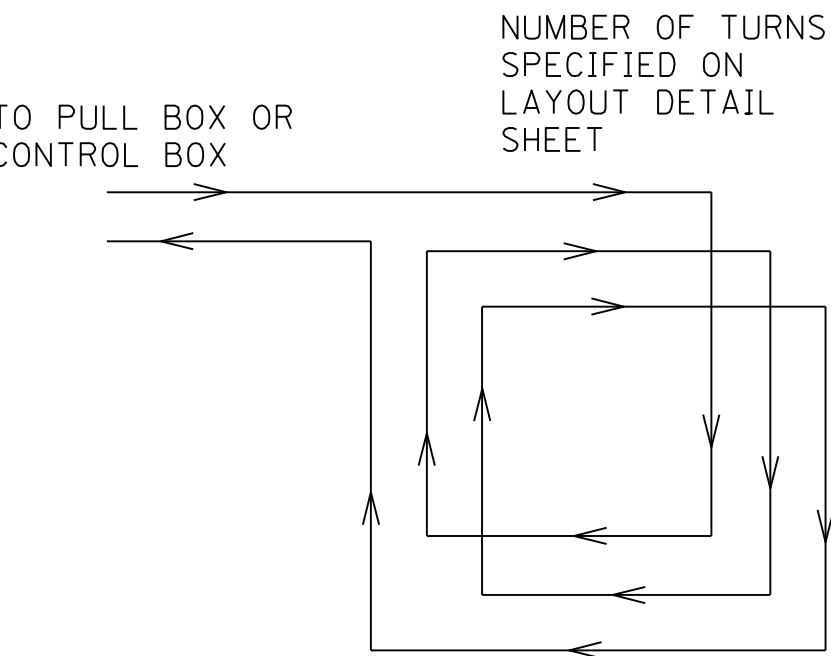 NUMBER OF TURNS
SPECIFIED ON
LAYOUT DETAIL
SHEET
TO PULL BOX OR
CONTROL BOX